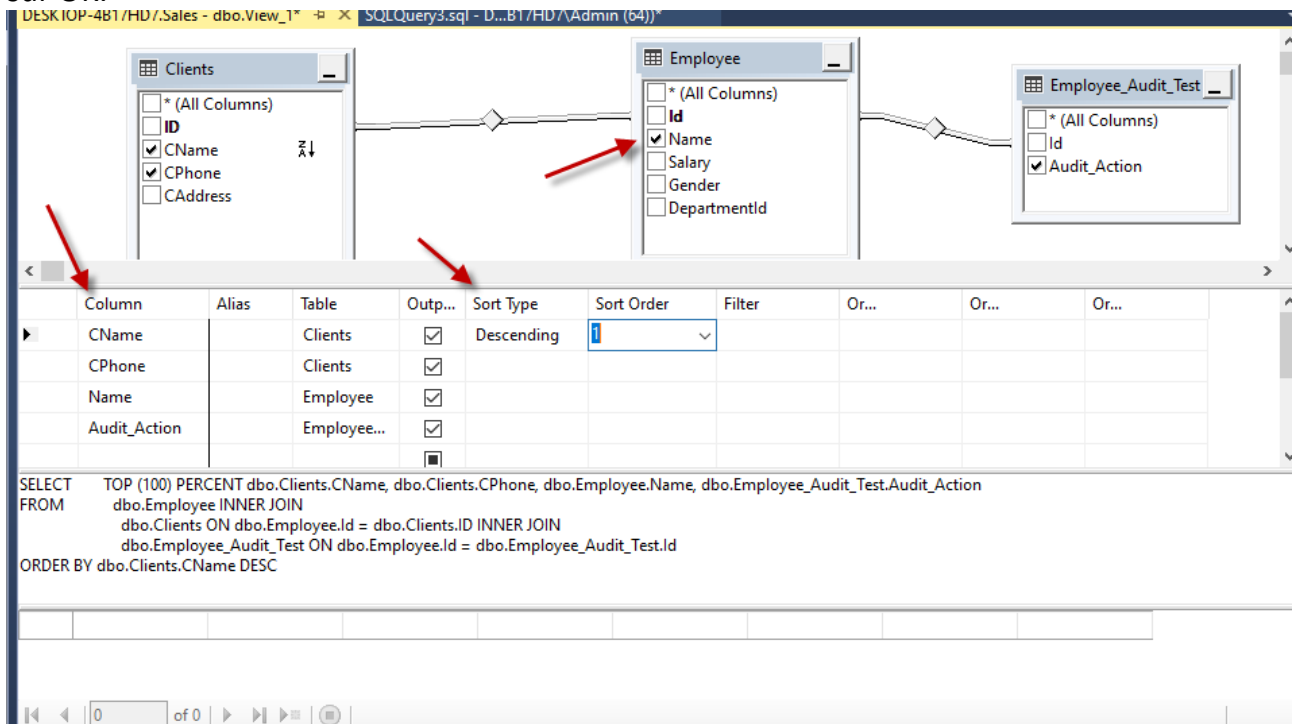 sur OK.
DESKTOP-4B17HD7.Sales - dbo.View_1* SQLQuery3.sql - D...B17HD7\Admin (64))*
Clients
* (All Columns)
ID
CName
CPhone
CAddress
Employee
* (All Columns)
Id
Name
Salary
Gender
DepartmentId
Employee_Audit_Test
* (All Columns)
Id
Audit_Action
Column Alias Table Outp... Sort Type Sort Order Filter Or... Or... Or...
CName Clients Descending 1
CPhone Clients
Name Employee
Audit_Action Employee...
SELECT TOP (100) PERCENT dbo.Clients.CName, dbo.Clients.CPhone, dbo.Employee.Name, dbo.Employee_Audit_Test.Audit_Action
FROM dbo.Employee INNER JOIN
dbo.Clients ON dbo.Employee.Id = dbo.Clients.ID INNER JOIN
dbo.Employee_Audit_Test ON dbo.Employee.Id = dbo.Employee_Audit_Test.Id
ORDER BY dbo.Clients.CName DESC
0 of 0